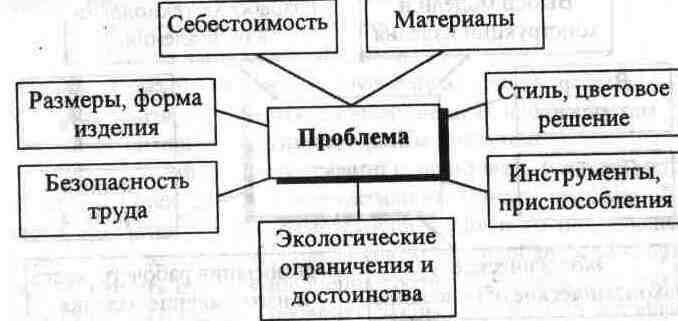 Себестоимость
Материалы
Размеры, форма
изделия
Стиль, цветовое
решение
Проблема
Безопасность
труда
Инструменты,
приспособления
Экологические
ограничения и
достоинства